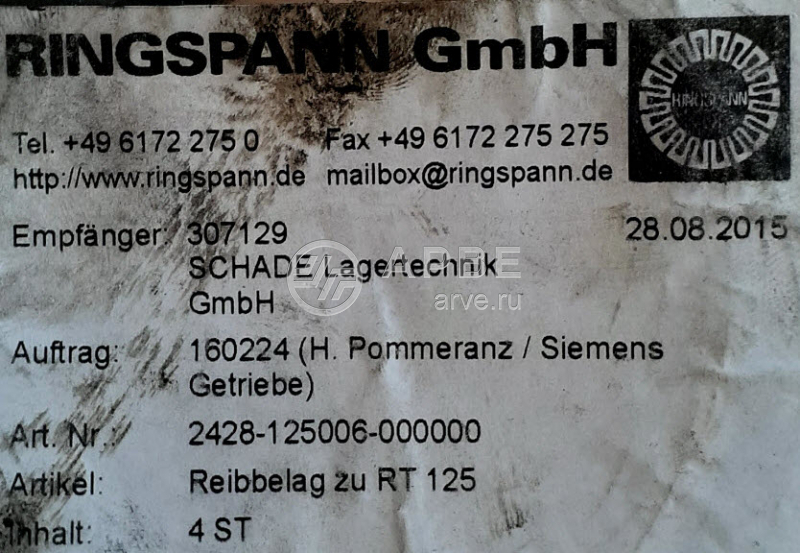 RINGSPANN GmbH
RINGSPANN
Tel. +49 6172 275 0 Fax +49 6172 275 275
http://www.ringspann.de mailbox@ringspann.de
Empfänger: 307129 28.08.2015
SCHADE Lagertechnik
GmbH
АРВЕ
arve.ru
Auftrag: 160224 (H. Pommeranz / Siemens
Getriebe)
Art. Nr.: 2428-125006-000000
Artikel: Reibbelag zu RT 125
Inhalt: 4 ST